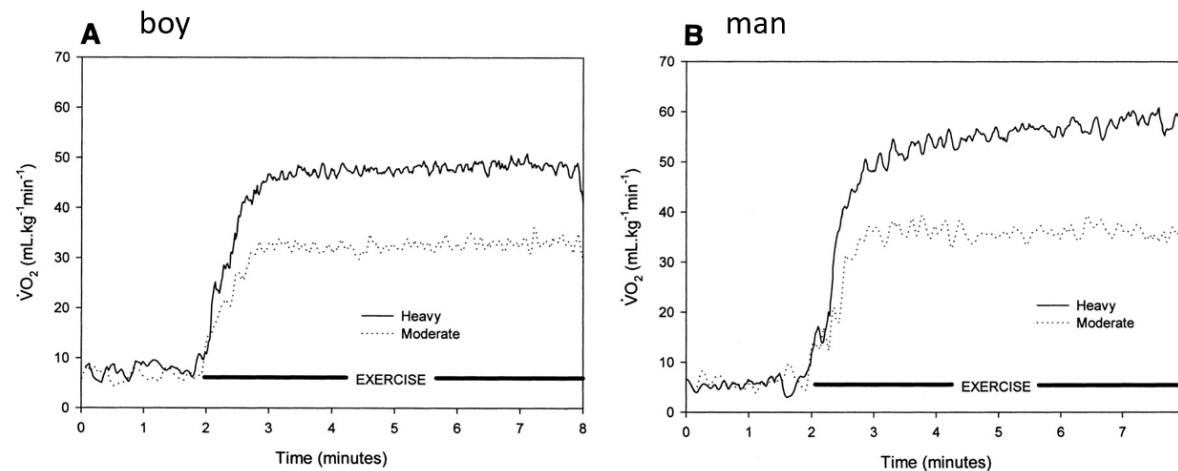 A boy
70
60
50
40
30
20
10
0
V̇O₂ (mL.kg⁻¹min⁻¹)
Heavy
Moderate
EXERCISE
0 1 2 3 4 5 6 7 8
Time (minutes)
B man
70
60
50
40
30
20
10
0
V̇O₂ (mL.kg⁻¹min⁻¹)
Heavy
Moderate
EXERCISE
0 1 2 3 4 5 6 7
Time (minutes)